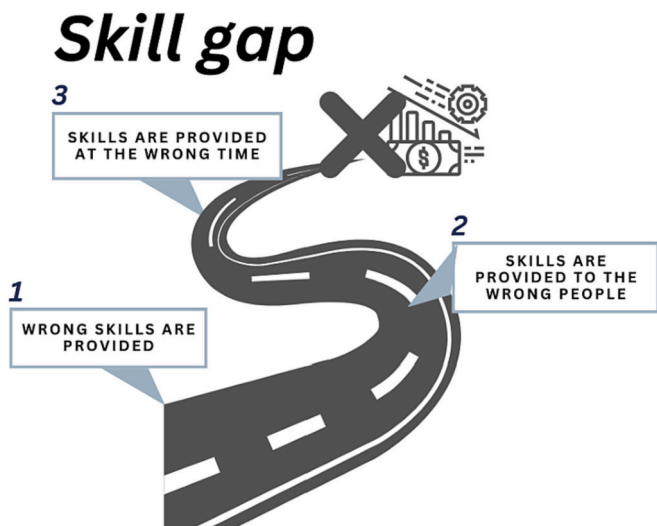 Skill gap
3
SKILLS ARE PROVIDED
AT THE WRONG TIME
$
2
SKILLS ARE
PROVIDED TO THE
WRONG PEOPLE
1
WRONG SKILLS ARE
PROVIDED